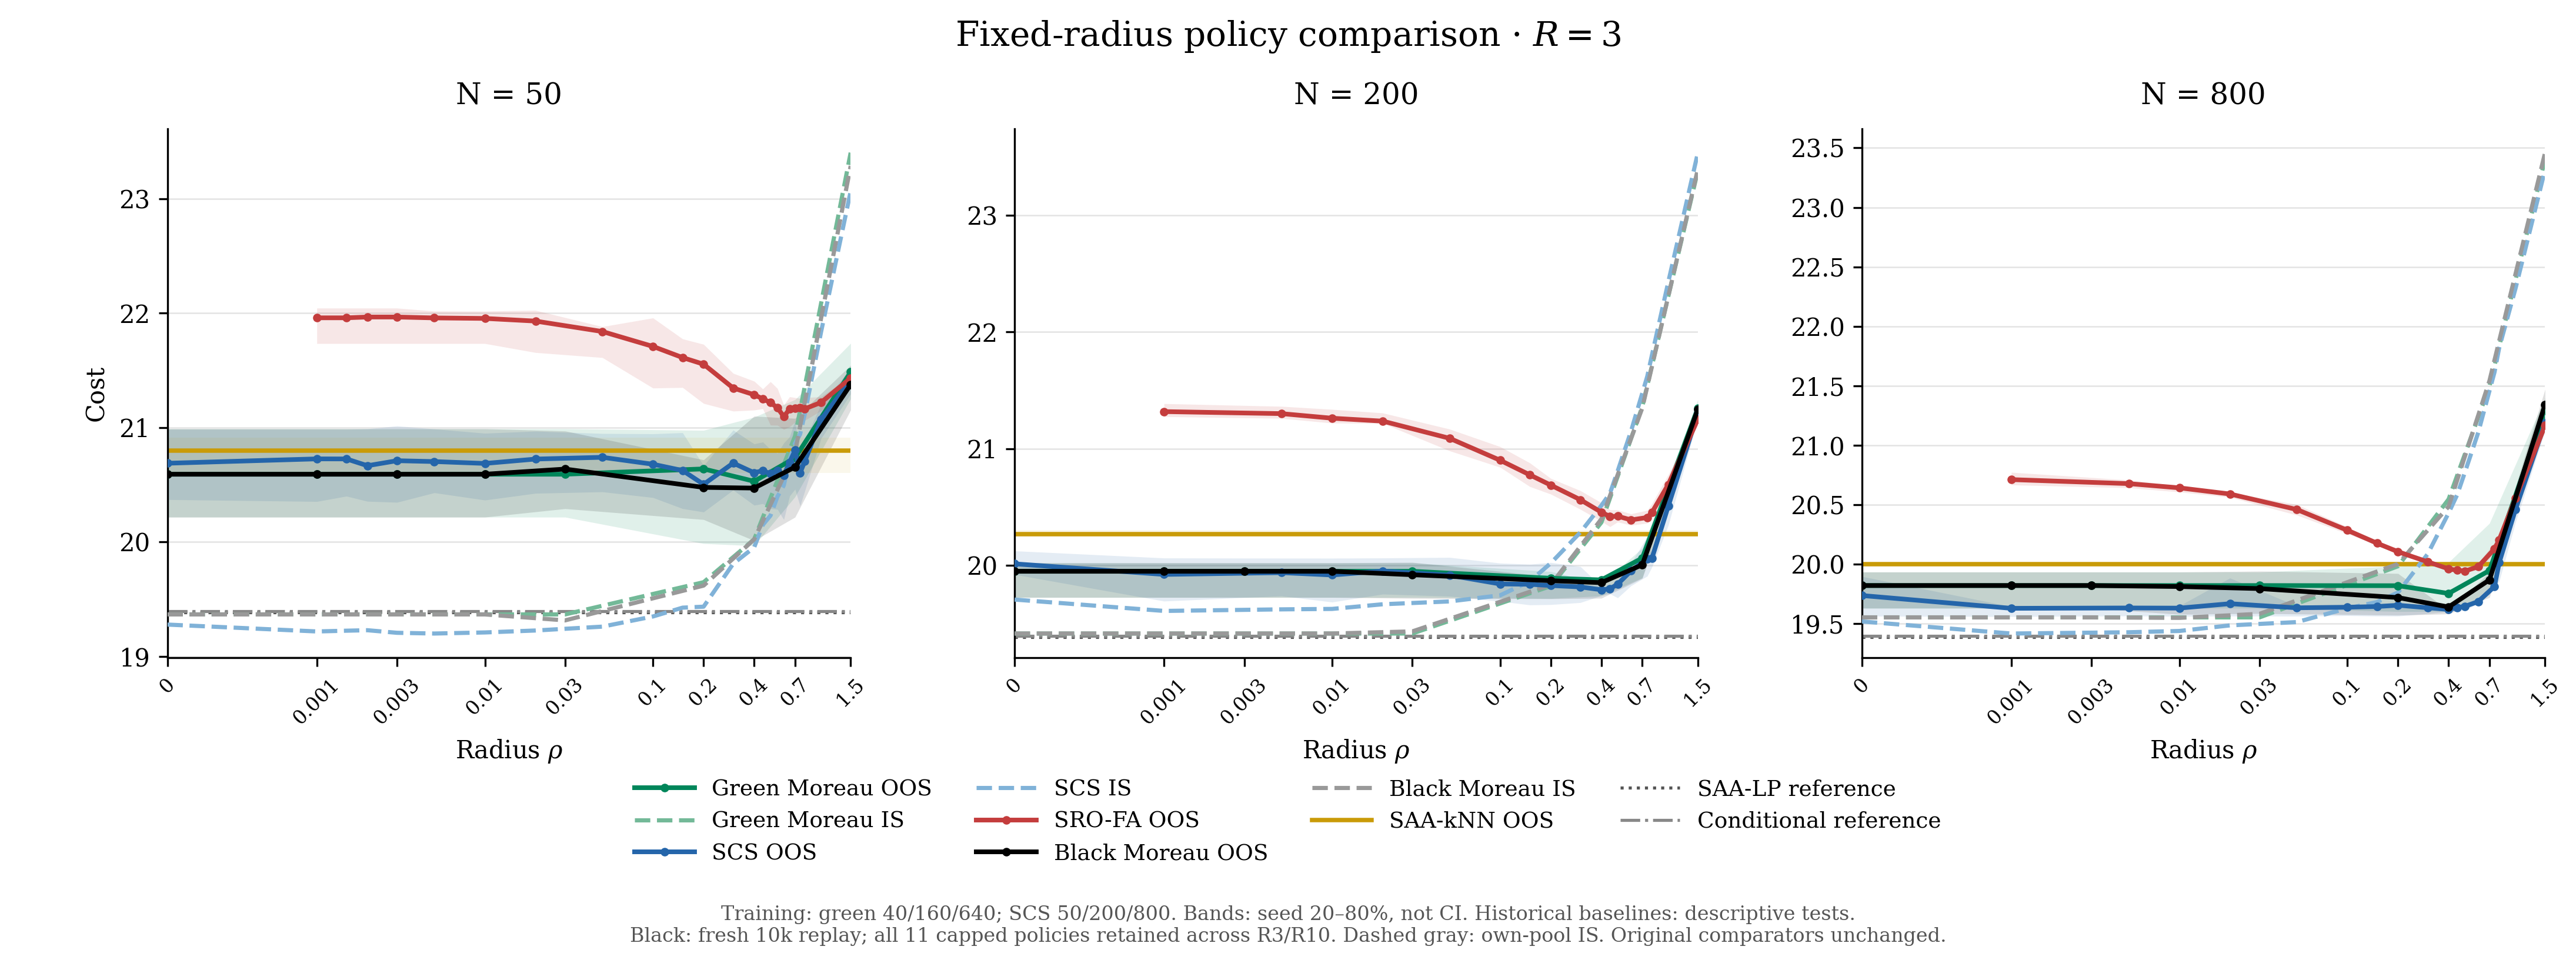 Fixed-radius policy comparison · R = 3
N = 50
N = 200
N = 800
Cost
23
22
21
20
19
0
0.001
0.003
0.01
0.03
0.1
0.2
0.4
0.7
1.5
Radius ρ
23
22
21
20
0
0.001
0.003
0.01
0.03
0.1
0.2
0.4
0.7
1.5
Radius ρ
23.5
23.0
22.5
22.0
21.5
21.0
20.5
20.0
19.5
0
0.001
0.003
0.01
0.03
0.1
0.2
0.4
0.7
1.5
Radius ρ
Green Moreau OOS
Green Moreau IS
SCS OOS
SCS IS
SRO-FA OOS
Black Moreau OOS
Black Moreau IS
SAA-kNN OOS
SAA-LP reference
Conditional reference
Training: green 40/160/640; SCS 50/200/800. Bands: seed 20–80%, not CI. Historical baselines: descriptive tests.
Black: fresh 10k replay; all 11 capped policies retained across R3/R10. Dashed gray: own-pool IS. Original comparators unchanged.